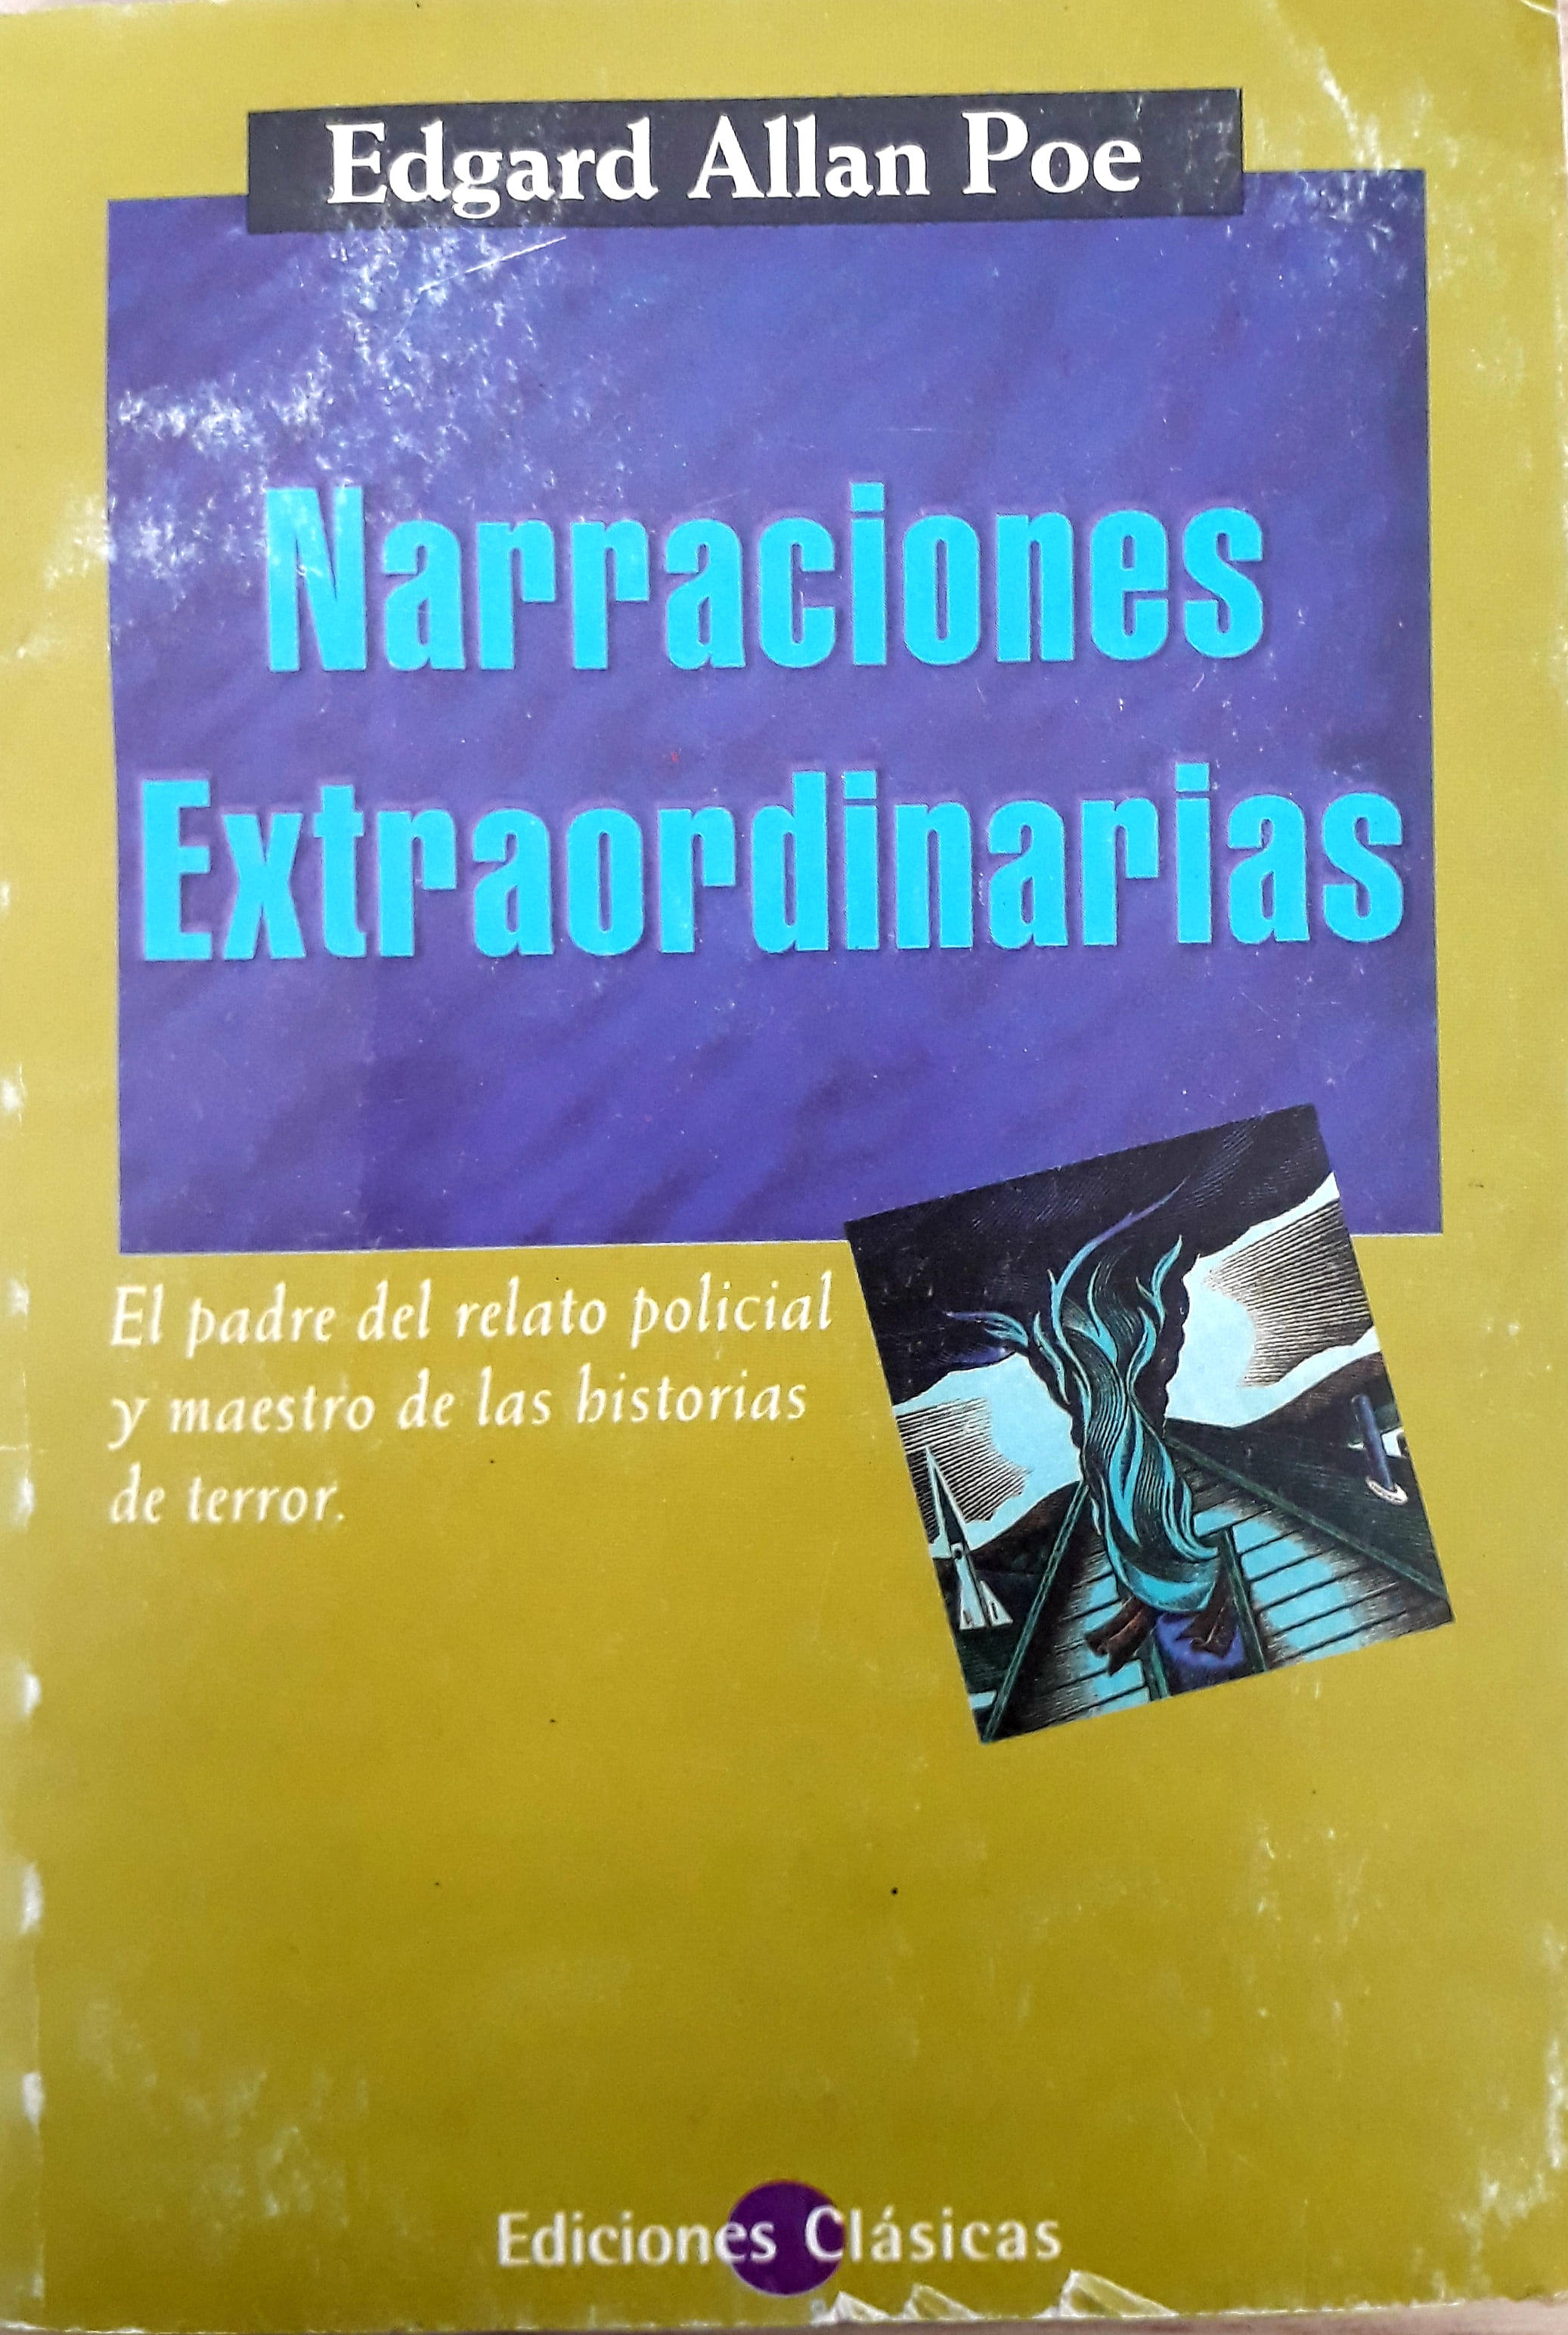 Edgard Allan Poe
Narraciones
Extraordinarias
El padre del relato policial
y maestro de las historias
de terror.
Ediciones Clásicas